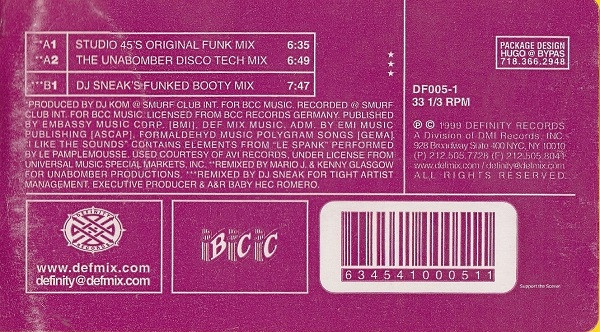 **A1 STUDIO 45'S ORIGINAL FUNK MIX 6:35
**A2 THE UNABOMBER DISCO TECH MIX 6:49
***B1 DJ SNEAK'S FUNKED BOOTY MIX 7:47
*PRODUCED BY DJ KOM @ SMURF CLUB INT. FOR BCC MUSIC. RECORDED @ SMURF
CLUB INT. FOR BCC MUSIC. LICENSED FROM BCC RECORDS GERMANY. PUBLISHED
BY EMBASSY MUSIC CORP. [BMI]. DEF MIX MUSIC. ADM. BY EMI MUSIC
PUBLISHING [ASCAP], FORMALDEHYD MUSIC POLYGRAM SONGS [GEMA].
"I LIKE THE SOUNDS" CONTAINS ELEMENTS FROM "LE SPANK" PERFORMED
BY LE PAMPLEMOUSSE. USED COURTESY OF AVI RECORDS, UNDER LICENSE FROM
UNIVERSAL MUSIC SPECIAL MARKETS, INC. **REMIXED BY MARIO J. & KENNY GLASGOW
FOR UNABOMBER PRODUCTIONS. ***REMIXED BY DJ SNEAK FOR TIGHT ARTIST
MANAGEMENT. EXECUTIVE PRODUCER & A&R BABY HEC ROMERO.
PACKAGE DESIGN
HUGO @ BYPAS
718.366.2948
DF005-1
33 1/3 RPM
℗ © 1999 DEFINITY RECORDS
A Division of DMI Records, INC.
928 Broadway Suite 400 NYC, NY 10010
(P) 212.505.7728 (F) 212.505.8041
www.defmix.com / definity@defmix.com
ALL RIGHTS RESERVED.
DEFINITY
RECORDS
www.defmix.com
definity@defmix.com
BCC
634541000511
Support the Scene!